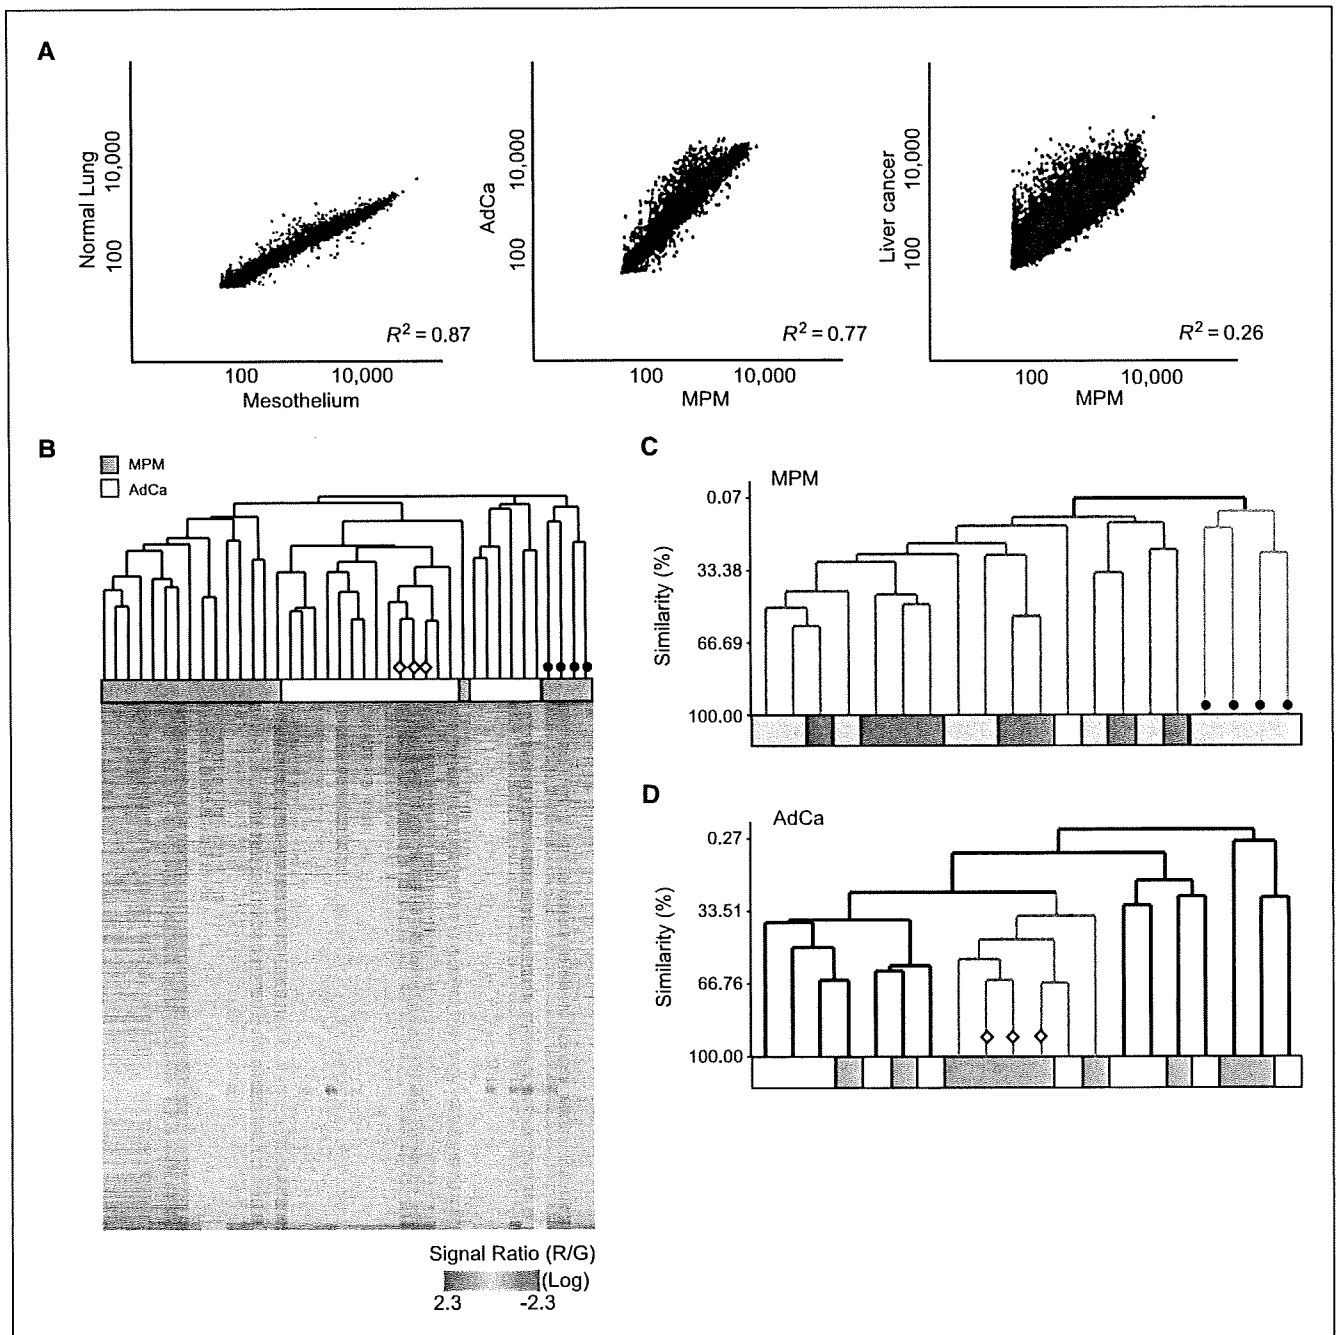 A
Normal Lung
100 10,000
R² = 0.87
100 10,000
Mesothelium
AdCa
100 10,000
R² = 0.77
100 10,000
MPM
Liver cancer
100 10,000
R² = 0.26
100 10,000
MPM
B
MPM
AdCa
Signal Ratio (R/G)
(Log)
2.3 -2.3
C
MPM
Similarity (%)
0.07
33.38
66.69
100.00
D
AdCa
Similarity (%)
0.27
33.51
66.76
100.00